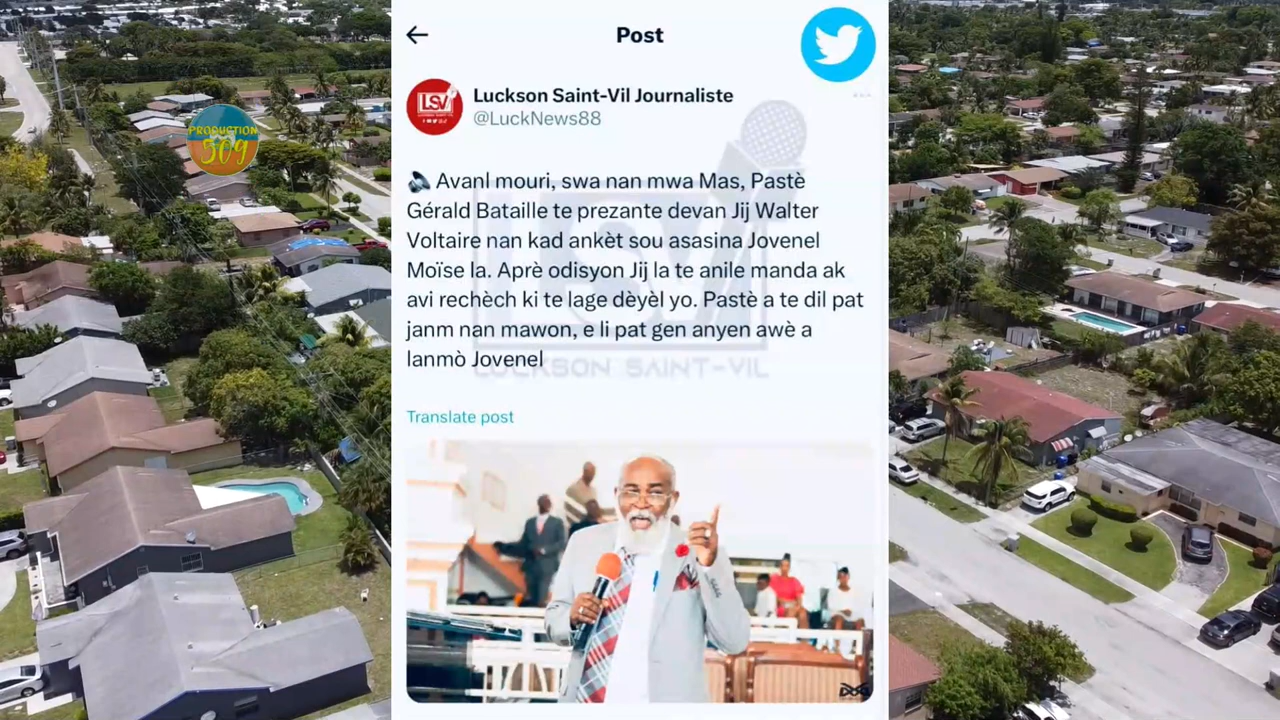 Post
PRODUCTION
509
LSV
Luckson Saint-Vil Journaliste
@LuckNews88
Avanl mouri, swa nan mwa Mas, Pastè
Gérald Bataille te prezante devan Jij Walter
Voltaire nan kad ankèt sou asasina Jovenel
Moïse la. Aprè odisyon Jij la te anile manda ak
avi rechèch ki te lage dèyèl yo. Pastè a te dil pat
janm nan mawon, e li pat gen anyen awè a
lanmò Jovenel
LUCKSON SAINT-VIL
Translate post